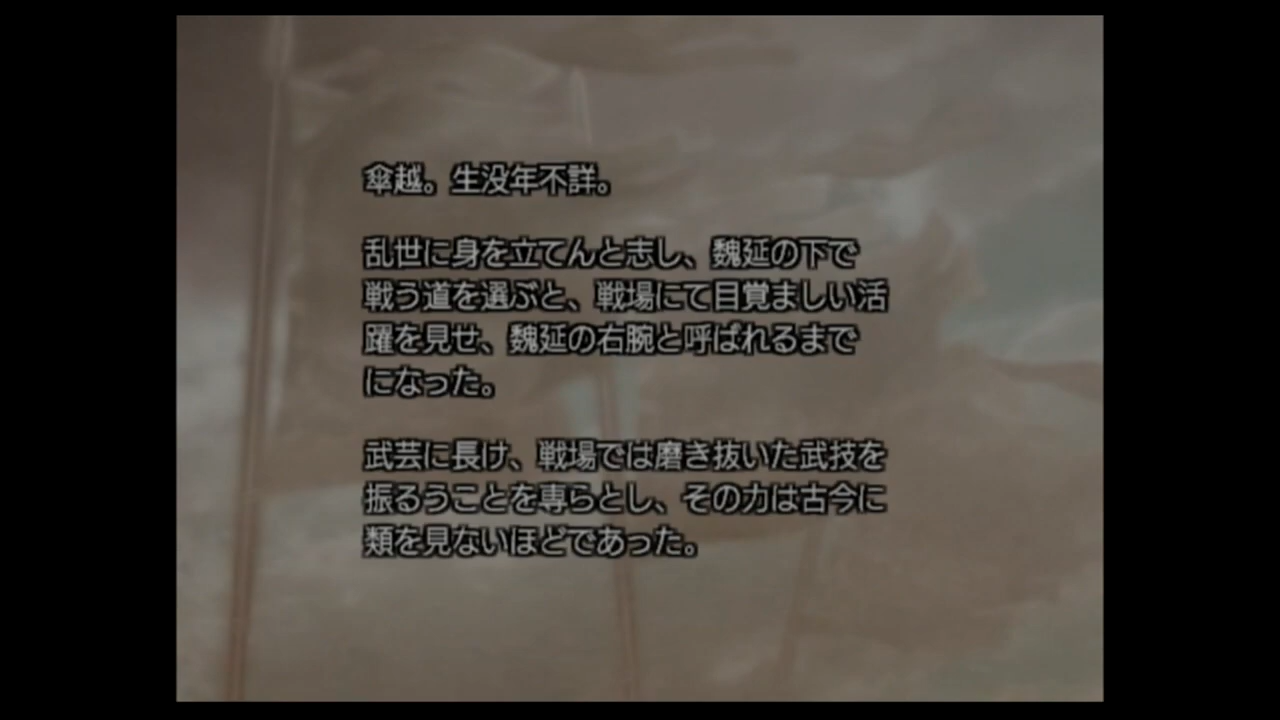 傘越。生没年不詳。
乱世に身を立てんと志し、魏延の下で
戦う道を選ぶと、戦場にて目覚ましい活
躍を見せ、魏延の右腕と呼ばれるまで
になった。
武芸に長け、戦場では磨き抜いた武技を
振るうことを専らとし、その力は古今に
類を見ないほどであった。